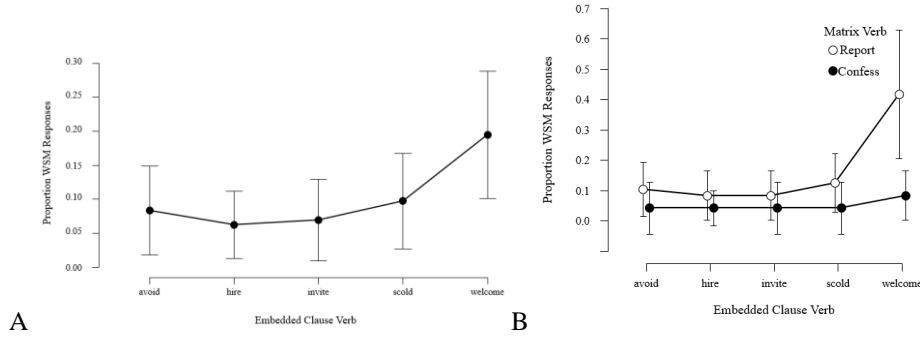 0.30
0.25
0.20
0.15
0.10
0.05
0.00
Proportion WSM Responses
avoid hire invite scold welcome
Embedded Clause Verb
A
0.7
0.6
0.5
0.4
0.3
0.2
0.1
0.0
Proportion WSM Responses
Matrix Verb
Report
Confess
avoid hire invite scold welcome
Embedded Clause Verb
B